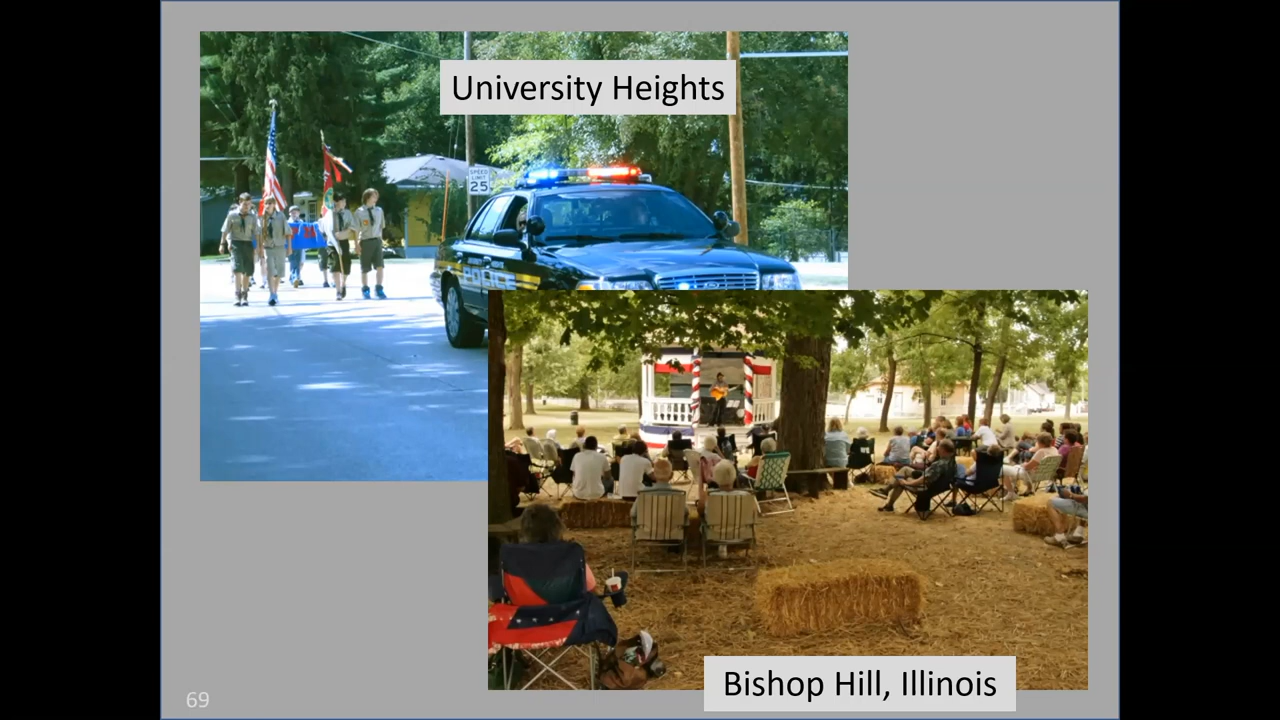 University Heights
SPEED
LIMIT
25
POLICE
Bishop Hill, Illinois
69